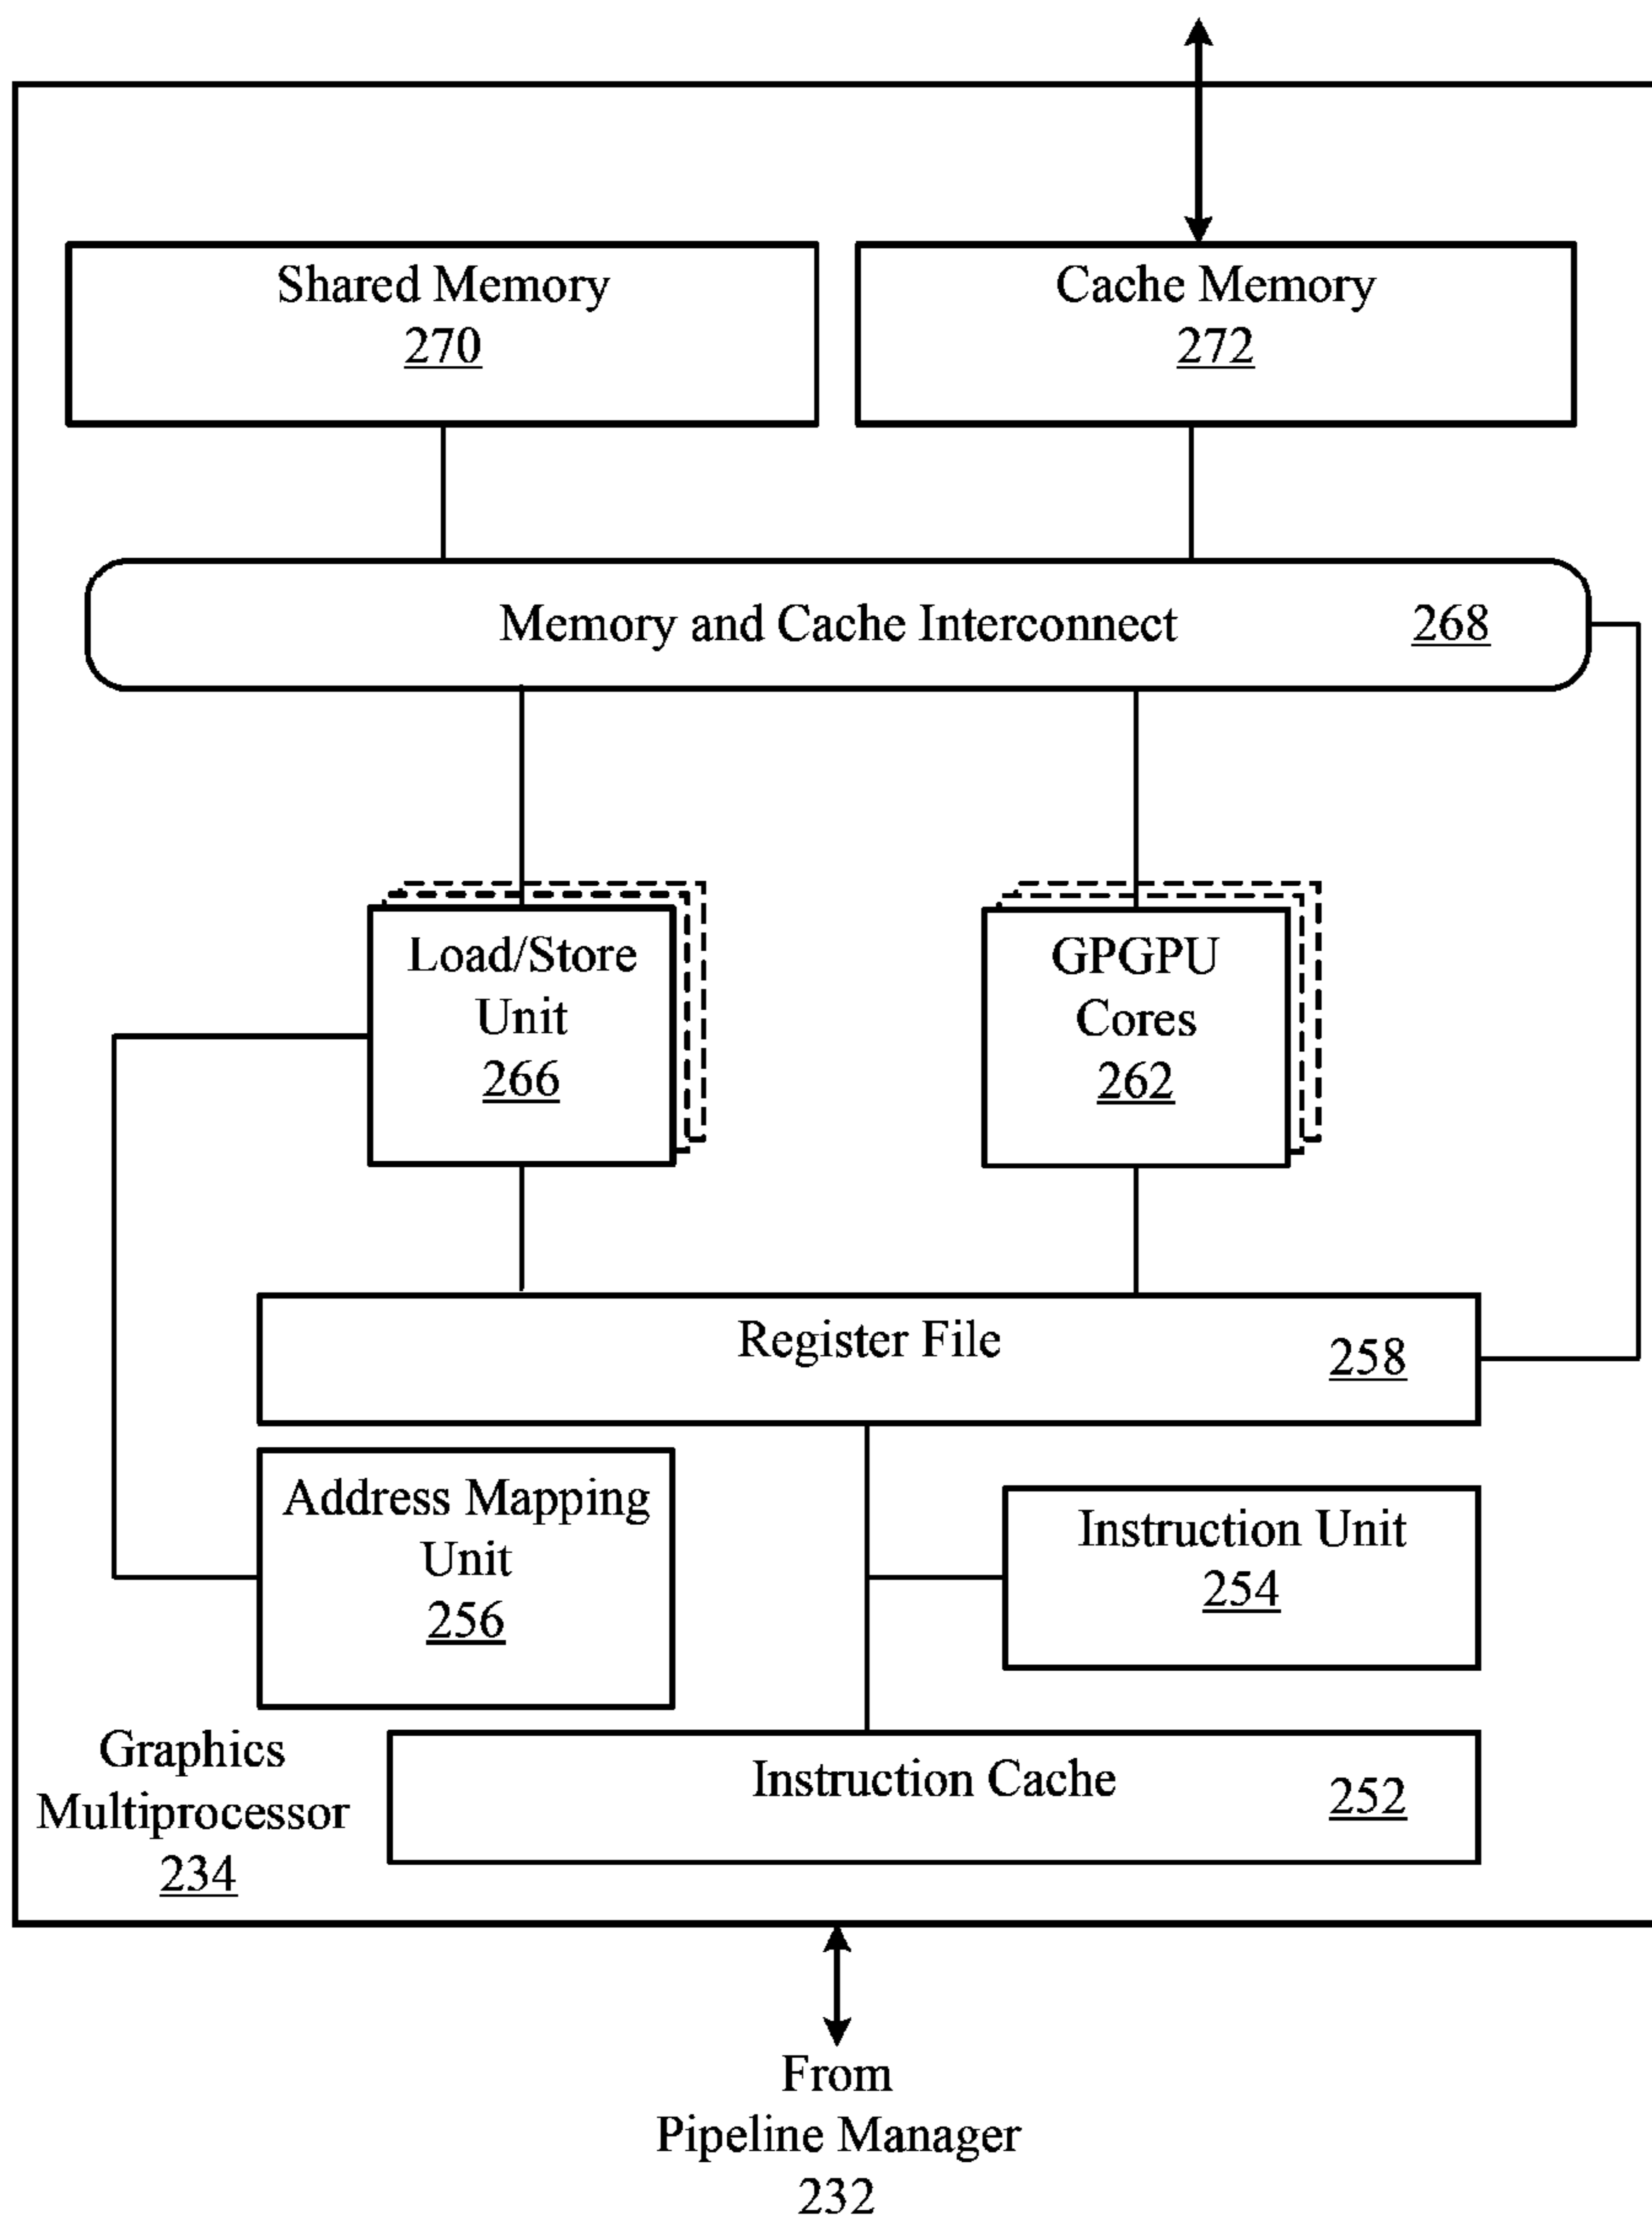 Shared Memory
270
Cache Memory
272
Memory and Cache Interconnect 268
Load/Store
Unit
266
GPGPU
Cores
262
Register File 258
Address Mapping
Unit
256
Instruction Unit
254
Graphics
Multiprocessor
234
Instruction Cache 252
From
Pipeline Manager
232